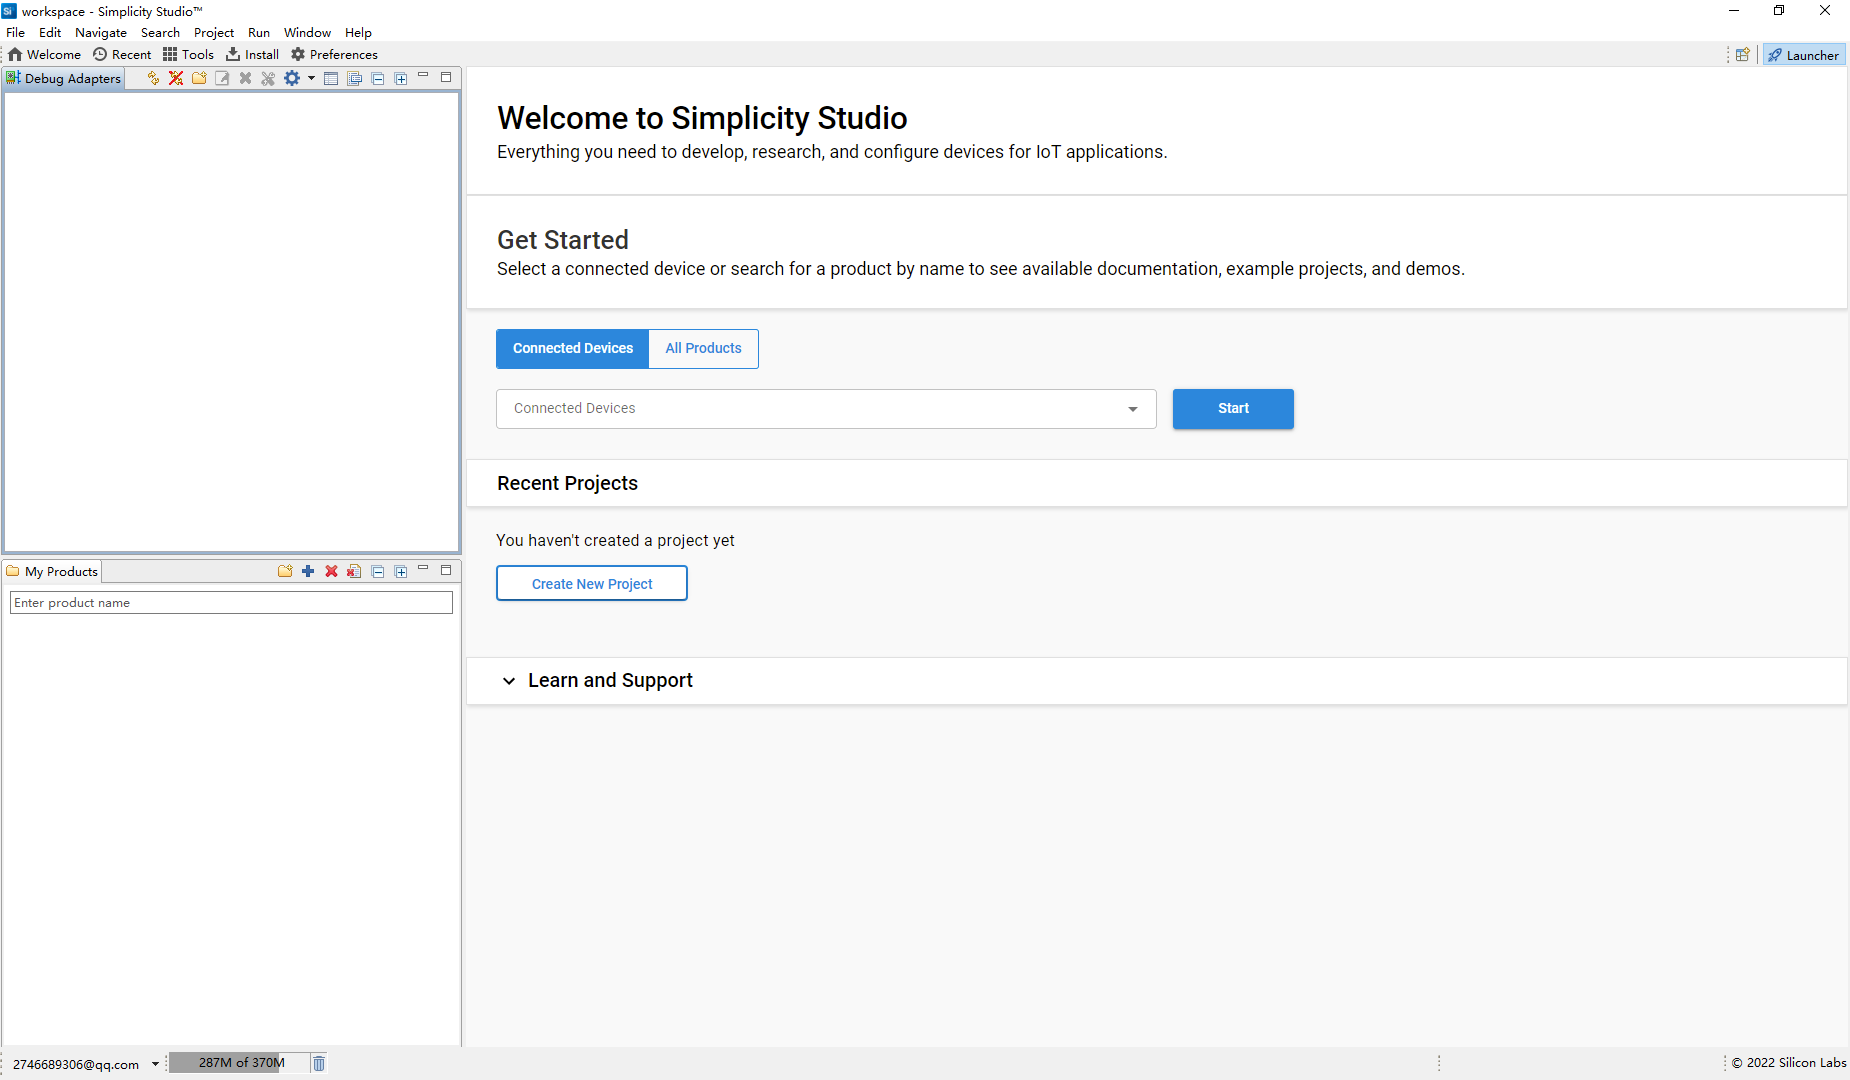 workspace - Simplicity Studio™
File Edit Navigate Search Project Run Window Help
Welcome Recent Tools Install Preferences
Launcher
Debug Adapters
Welcome to Simplicity Studio
Everything you need to develop, research, and configure devices for IoT applications.
Get Started
Select a connected device or search for a product by name to see available documentation, example projects, and demos.
Connected Devices All Products
Connected Devices
Start
Recent Projects
You haven't created a project yet
Create New Project
Learn and Support
My Products
Enter product name
2746689306@qq.com
287M of 370M
© 2022 Silicon Labs